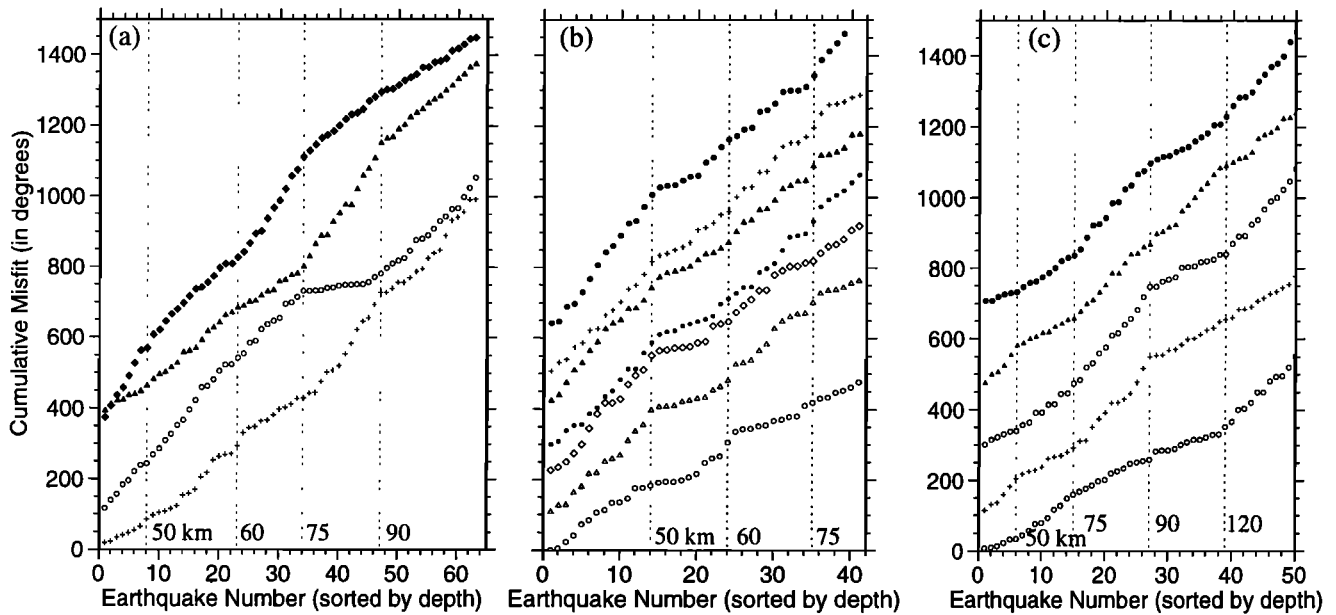 (a)
(b)
(c)
1400
1200
1000
800
600
400
200
0
1400
1200
1000
800
600
400
200
0
Cumulative Misfit (in degrees)
50 km 60 75 90
50 km 60 75
50 km 75 90 120
0 10 20 30 40 50 60
0 10 20 30 40
0 10 20 30 40 50
Earthquake Number (sorted by depth)
Earthquake Number (sorted by depth)
Earthquake Number (sorted by depth)